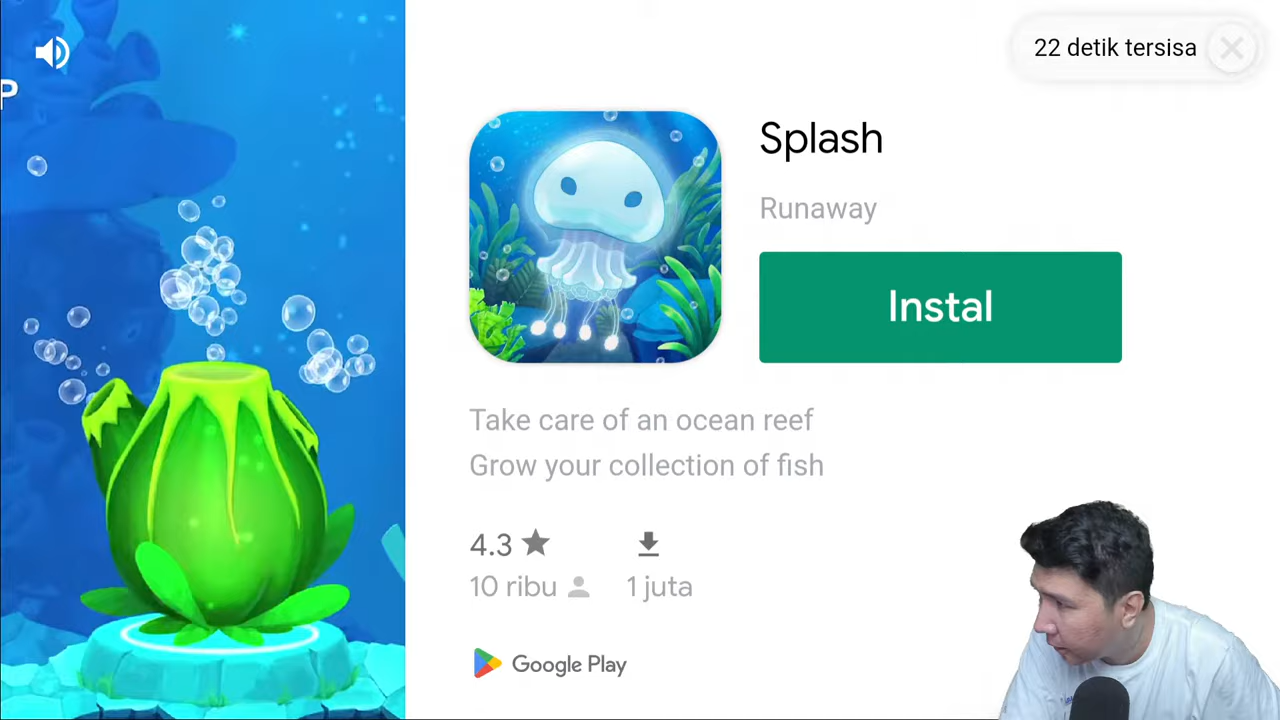 P
22 detik tersisa
Splash
Runaway
Instal
Take care of an ocean reef
Grow your collection of fish
4.3
10 ribu
1 juta
Google Play